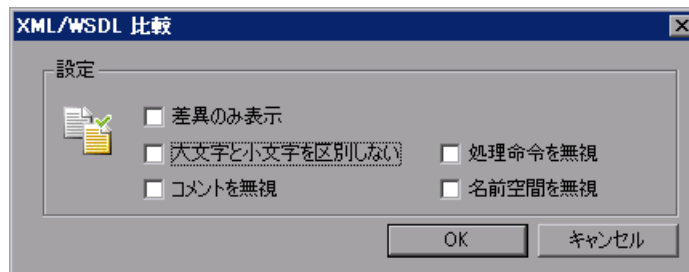 XML/WSDL 比較
設定
差異のみ表示
大文字と小文字を区別しない 処理命令を無視
コメントを無視 名前空間を無視
OK キャンセル